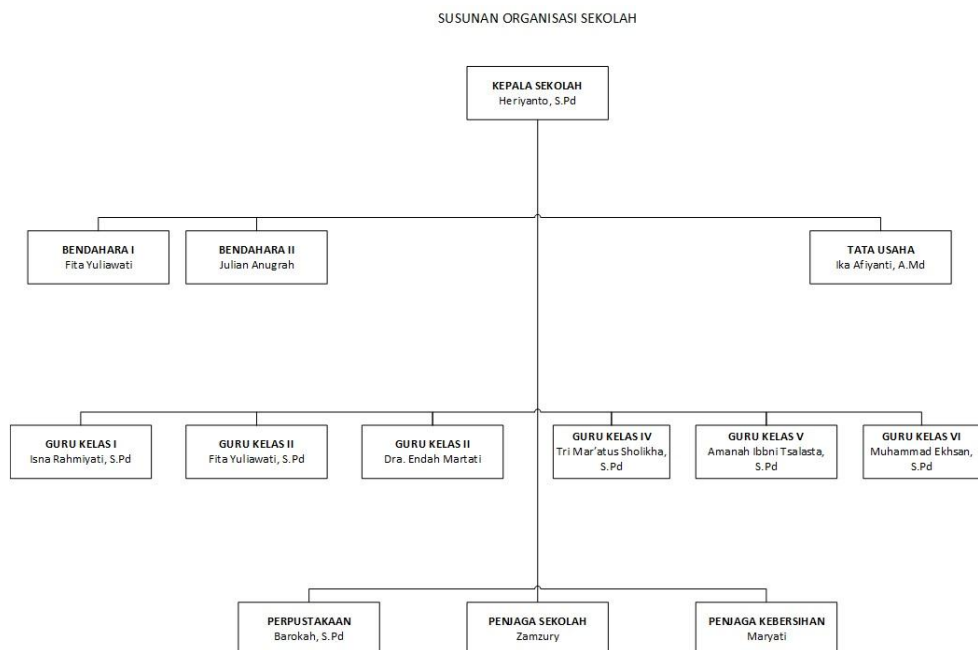 SUSUNAN ORGANISASI SEKOLAH
KEPALA SEKOLAH
Heriyanto, S.Pd
BENDAHARA I
Fita Yuliawati
BENDAHARA II
Julian Anugrah
TATA USAHA
Ika Afiyanti, A.Md
GURU KELAS I
Isna Rahmiyati, S.Pd
GURU KELAS II
Fita Yuliawati, S.Pd
GURU KELAS II
Dra. Endah Martati
GURU KELAS IV
Tri Mar'atus Sholikha,
S.Pd
GURU KELAS V
Amanah Ibbni Tsalasta,
S.Pd
GURU KELAS VI
Muhammad Ekhsan,
S.Pd
PERPUSTAKAAN
Barokah, S.Pd
PENJAGA SEKOLAH
Zamzury
PENJAGA KEBERSIHAN
Maryati